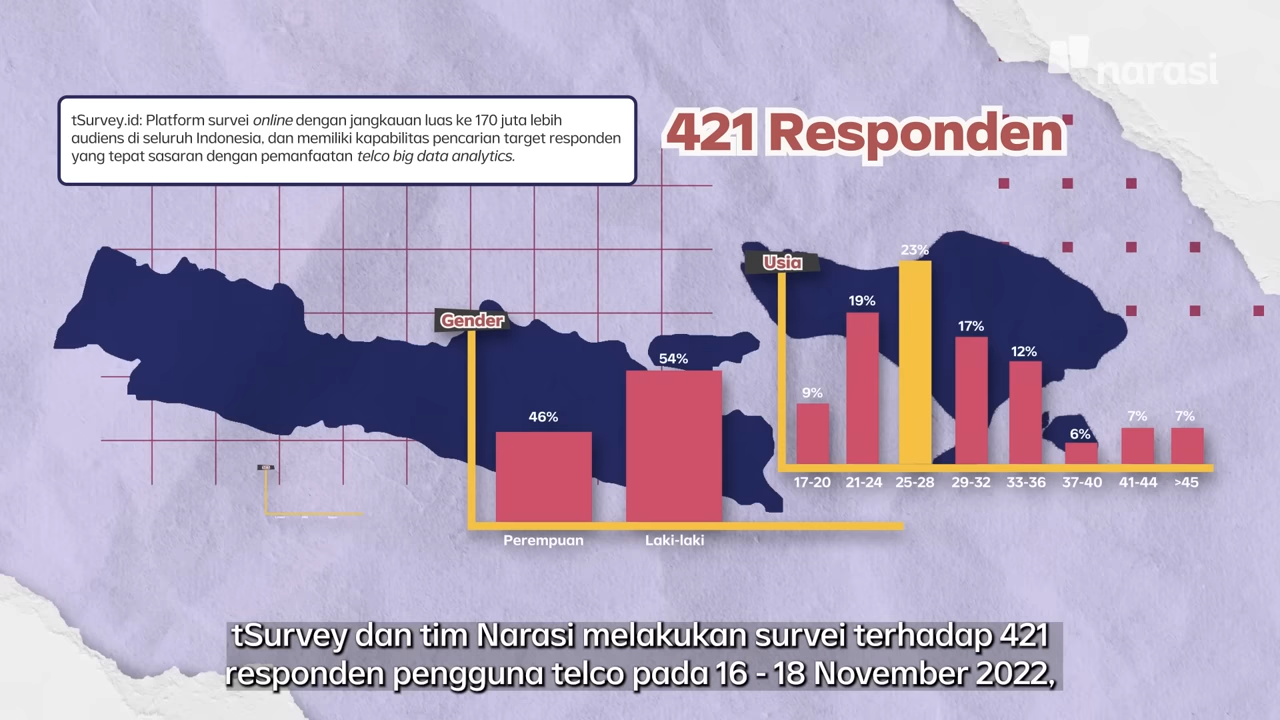 narasi
tSurvey.id: Platform survei online dengan jangkauan luas ke 170 juta lebih
audiens di seluruh Indonesia, dan memiliki kapabilitas pencarian target responden
yang tepat sasaran dengan pemanfaatan telco big data analytics.
421 Responden
Gender
46%
54%
Perempuan
Laki-laki
Usia
9%
19%
23%
17%
12%
6%
7%
7%
17-20
21-24
25-28
29-32
33-36
37-40
41-44
>45
tSurvey dan tim Narasi melakukan survei terhadap 421
responden pengguna telco pada 16 - 18 November 2022,